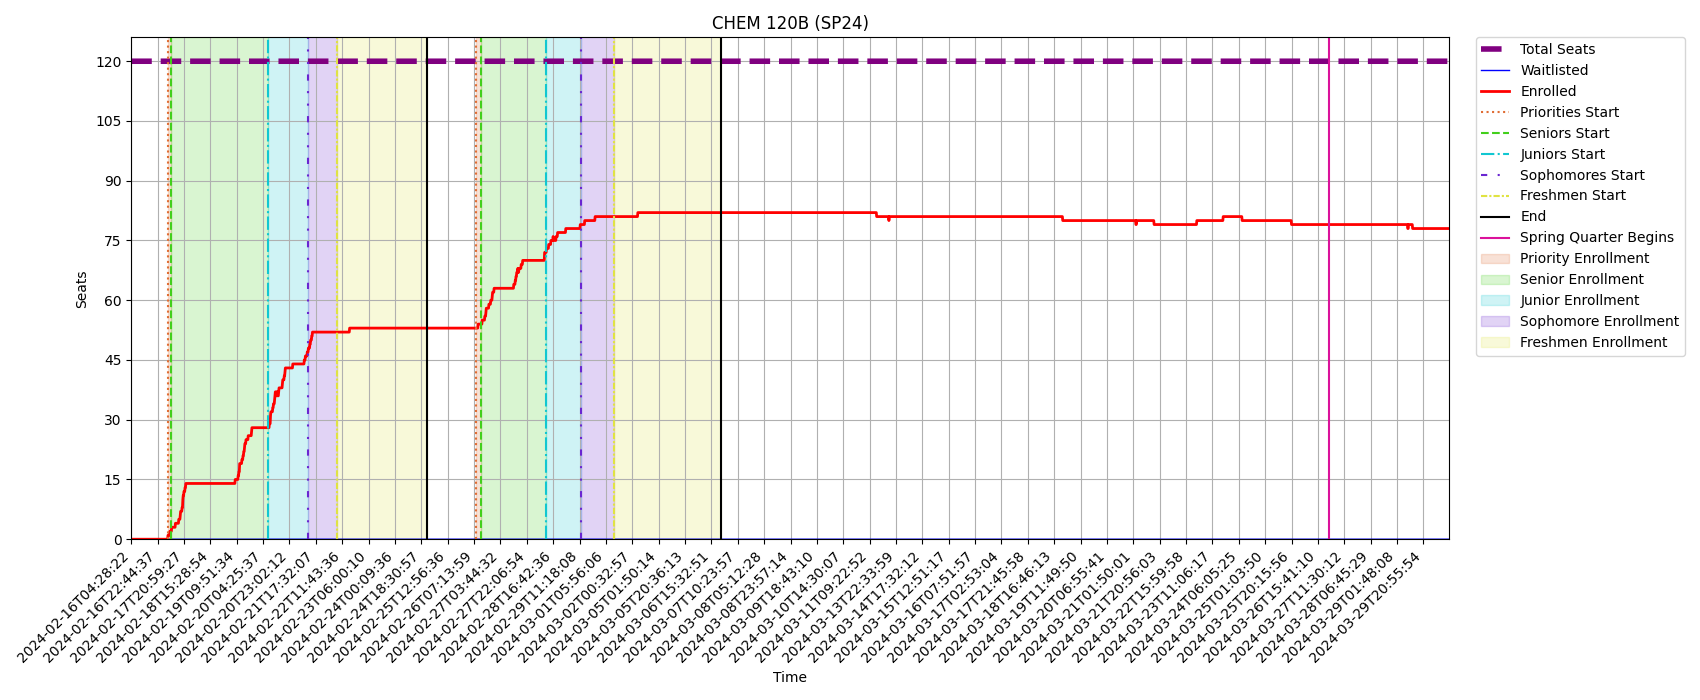 CHEM 120B (SP24)
Seats
120
105
90
75
60
45
30
15
0
2024-02-16T04:28:22
2024-02-16T22:44:37
2024-02-17T20:59:27
2024-02-18T15:28:54
2024-02-19T09:51:34
2024-02-20T04:25:37
2024-02-20T23:02:12
2024-02-21T17:32:07
2024-02-22T11:43:36
2024-02-23T06:00:10
2024-02-24T00:09:36
2024-02-24T18:30:57
2024-02-25T12:56:36
2024-02-26T07:13:59
2024-02-27T03:44:32
2024-02-27T22:06:54
2024-02-28T16:42:36
2024-02-29T11:18:08
2024-03-01T05:56:06
2024-03-02T00:32:57
2024-03-05T01:50:14
2024-03-05T20:36:13
2024-03-06T15:32:51
2024-03-07T10:23:57
2024-03-08T05:12:28
2024-03-08T23:57:14
2024-03-09T18:43:10
2024-03-10T14:30:07
2024-03-11T09:22:52
2024-03-13T22:33:59
2024-03-14T17:32:12
2024-03-15T12:51:17
2024-03-16T07:51:57
2024-03-17T02:53:04
2024-03-17T21:45:58
2024-03-18T16:46:13
2024-03-19T11:49:50
2024-03-20T06:55:41
2024-03-21T01:50:01
2024-03-21T20:56:03
2024-03-22T15:59:58
2024-03-23T11:06:17
2024-03-24T06:05:25
2024-03-25T01:03:50
2024-03-25T20:15:56
2024-03-26T15:41:10
2024-03-27T11:30:12
2024-03-28T06:45:29
2024-03-29T01:48:08
2024-03-29T20:55:54
Time
Total Seats
Waitlisted
Enrolled
Priorities Start
Seniors Start
Juniors Start
Sophomores Start
Freshmen Start
End
Spring Quarter Begins
Priority Enrollment
Senior Enrollment
Junior Enrollment
Sophomore Enrollment
Freshmen Enrollment